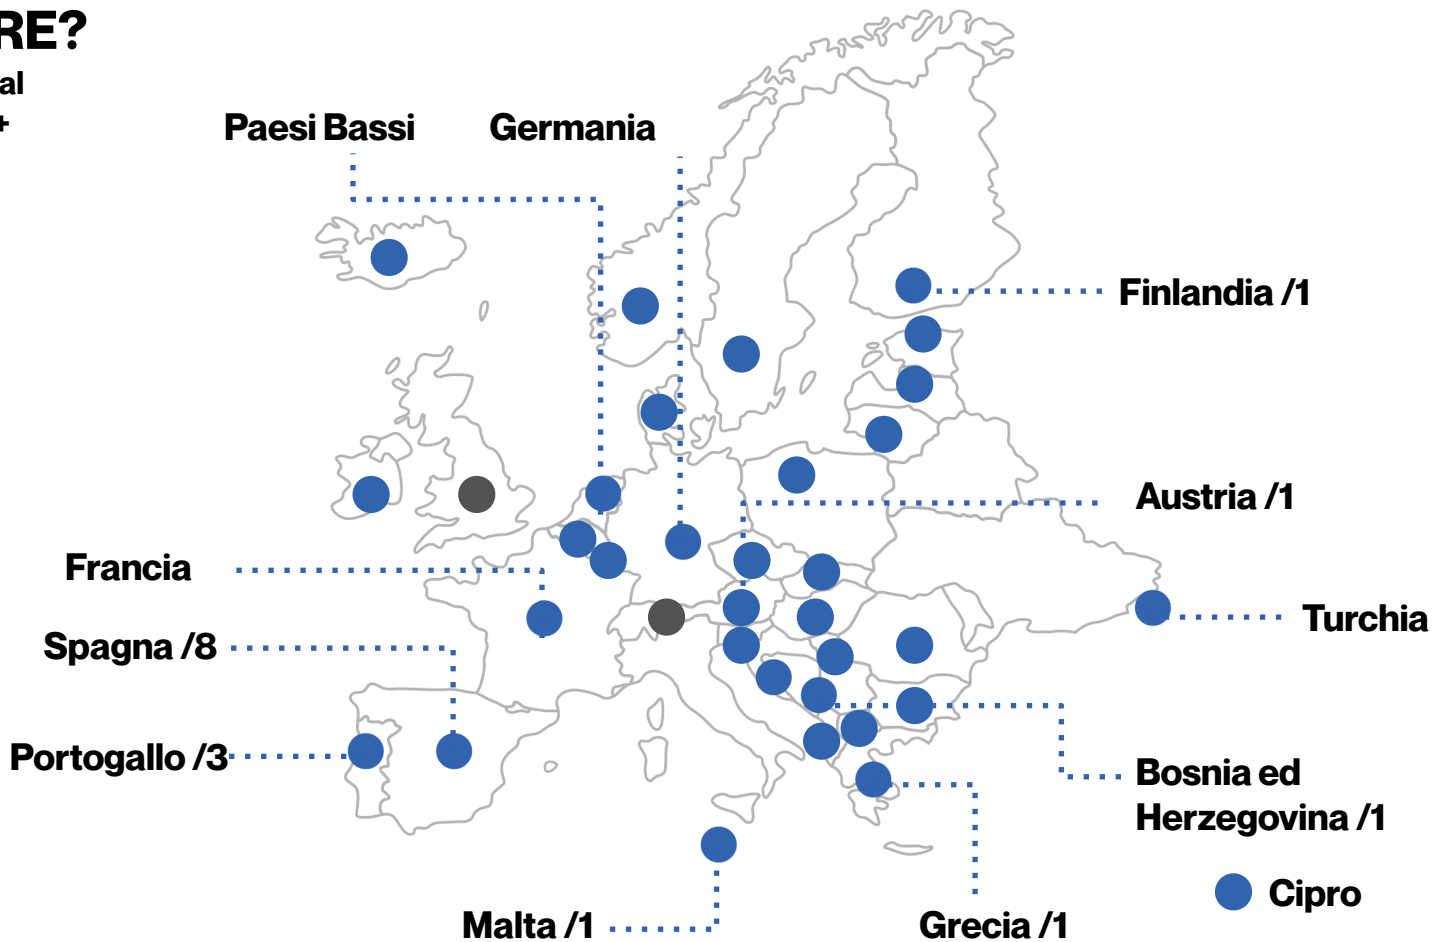 RE?
al
+
Paesi Bassi
Germania
Finlandia /1
Austria /1
Francia
Turchia
Spagna /8
Portogallo /3
Bosnia ed
Herzegovina /1
Cipro
Malta /1
Grecia /1